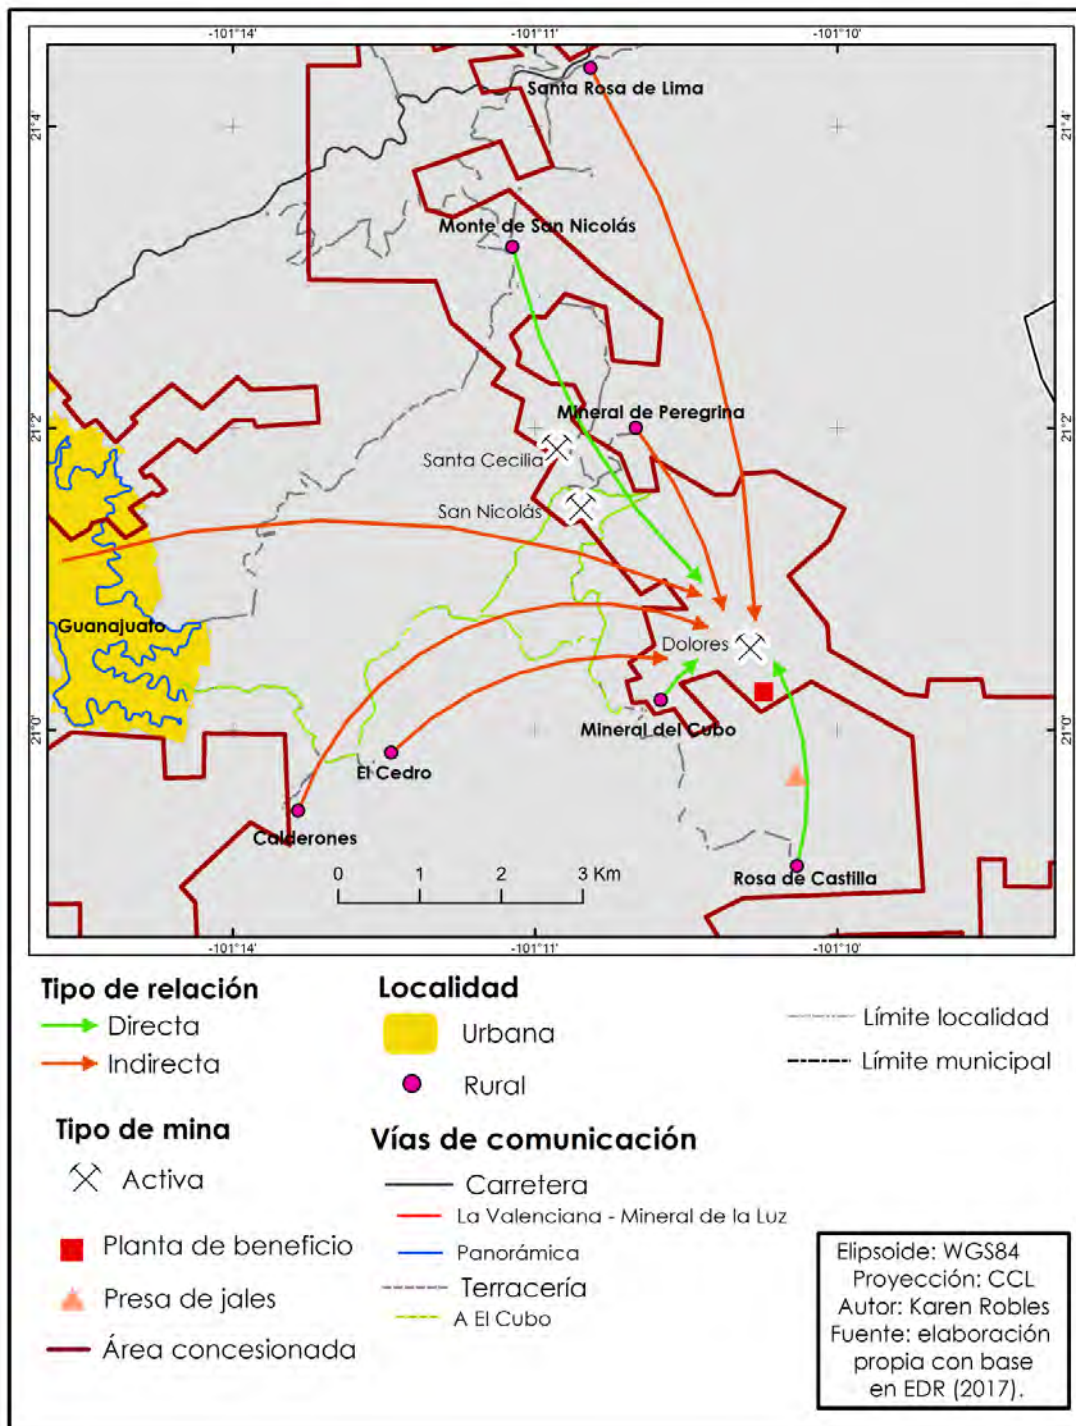 -101°14'
-101°11'
-101°10'
Santa Rosa de Lima
21°4'
21°4'
Monte de San Nicolás
Mineral de Peregrina
21°2'
21°2'
Santa Cecilia
San Nicolás
Guanajuato
Dolores
Mineral del Cubo
21°0'
21°0'
El Cedro
Calderones
Rosa de Castilla
0 1 2 3 Km
-101°14'
-101°11'
-101°10'
Tipo de relación
Directa
Indirecta
Localidad
Urbana
Rural
Límite localidad
Límite municipal
Tipo de mina
Activa
Planta de beneficio
Presa de jales
Área concesionada
Vías de comunicación
Carretera
La Valenciana - Mineral de la Luz
Panorámica
Terracería
A El Cubo
Elipsoide: WGS84
Proyección: CCL
Autor: Karen Robles
Fuente: elaboración
propia con base
en EDR (2017).